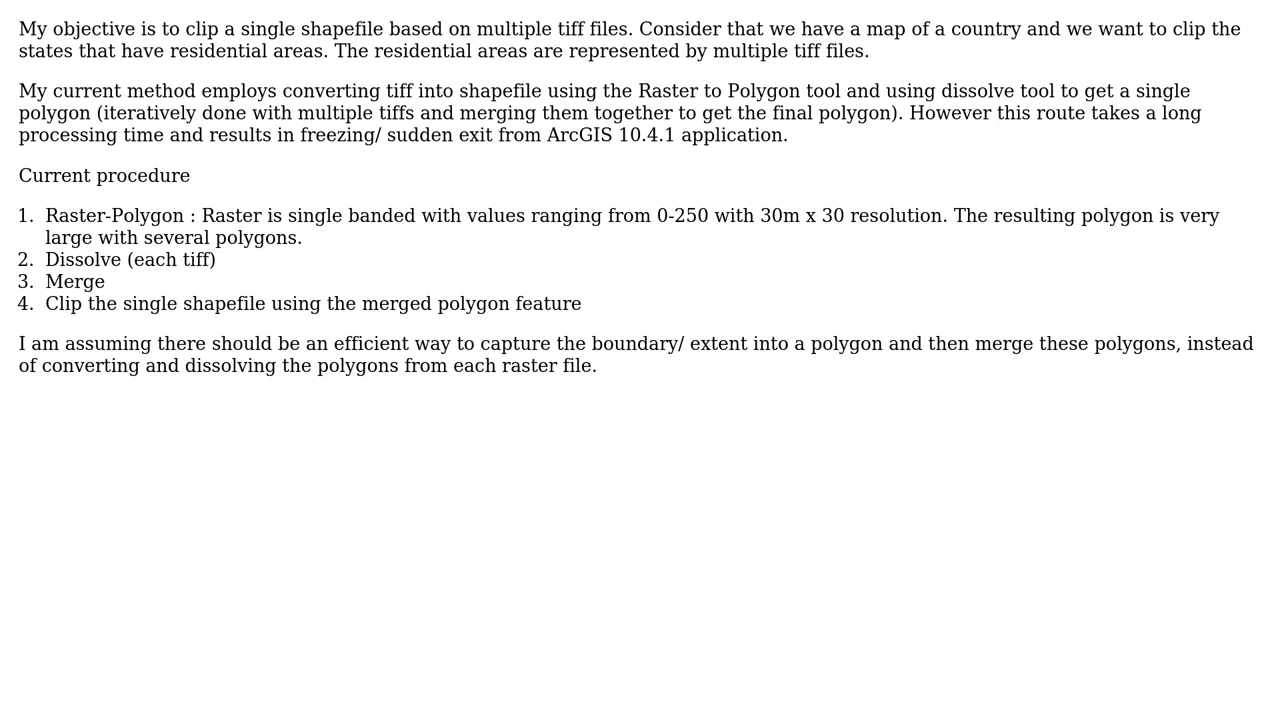 My objective is to clip a single shapefile based on multiple tiff files. Consider that we have a map of a country and we want to clip the
states that have residential areas. The residential areas are represented by multiple tiff files.
My current method employs converting tiff into shapefile using the Raster to Polygon tool and using dissolve tool to get a single
polygon (iteratively done with multiple tiffs and merging them together to get the final polygon). However this route takes a long
processing time and results in freezing/ sudden exit from ArcGIS 10.4.1 application.
Current procedure
1. Raster-Polygon : Raster is single banded with values ranging from 0-250 with 30m x 30 resolution. The resulting polygon is very
large with several polygons.
2. Dissolve (each tiff)
3. Merge
4. Clip the single shapefile using the merged polygon feature
I am assuming there should be an efficient way to capture the boundary/ extent into a polygon and then merge these polygons, instead
of converting and dissolving the polygons from each raster file.